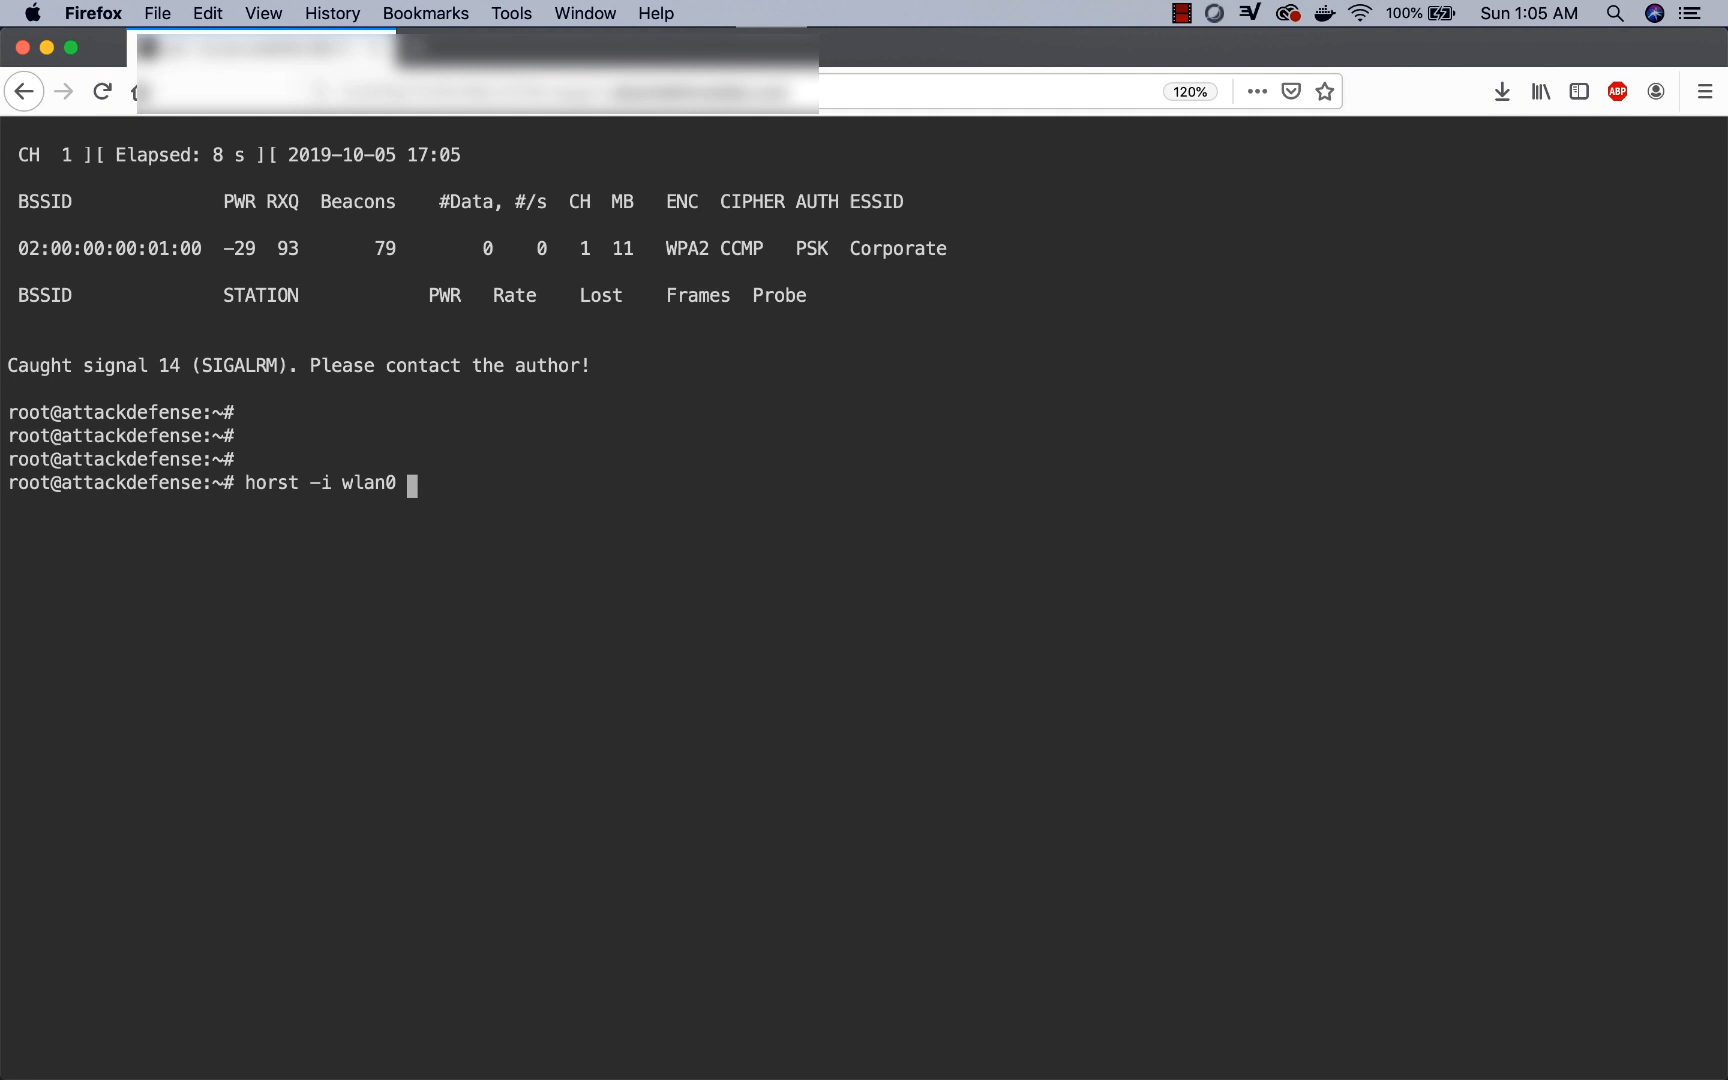 Firefox File Edit View History Bookmarks Tools Window Help 100% Sun 1:05 AM
120% ABP
CH 1 ][ Elapsed: 8 s ][ 2019-10-05 17:05
BSSID PWR RXQ Beacons #Data, #/s CH MB ENC CIPHER AUTH ESSID
02:00:00:00:01:00 -29 93 79 0 0 1 11 WPA2 CCMP PSK Corporate
BSSID STATION PWR Rate Lost Frames Probe
Caught signal 14 (SIGALRM). Please contact the author!
root@attackdefense:~#
root@attackdefense:~#
root@attackdefense:~#
root@attackdefense:~# horst -i wlan0